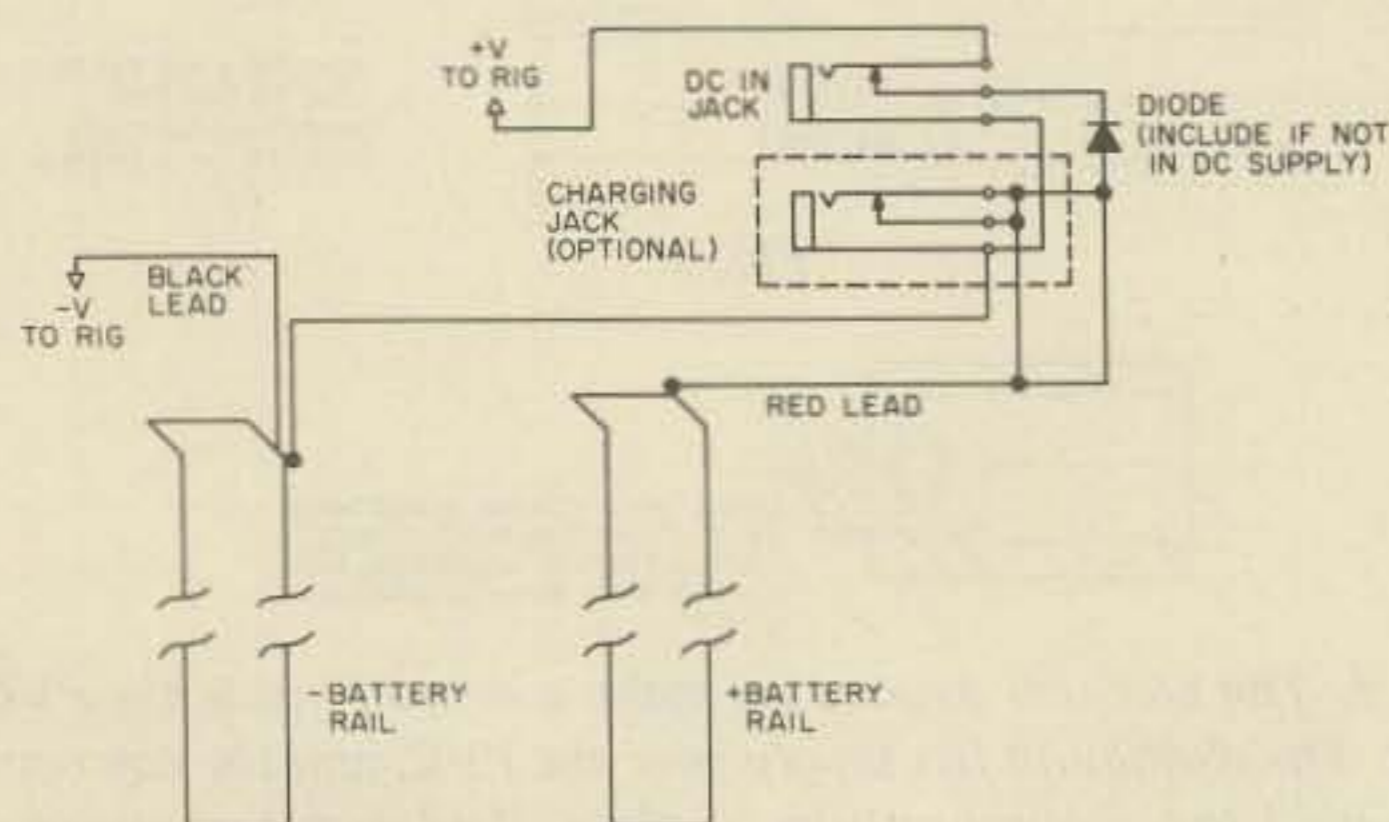 +V
TO RIG
DC IN
JACK
DIODE
(INCLUDE IF NOT
IN DC SUPPLY)
CHARGING
JACK
(OPTIONAL)
BLACK
LEAD
-V
TO RIG
RED LEAD
-BATTERY
RAIL
+BATTERY
RAIL